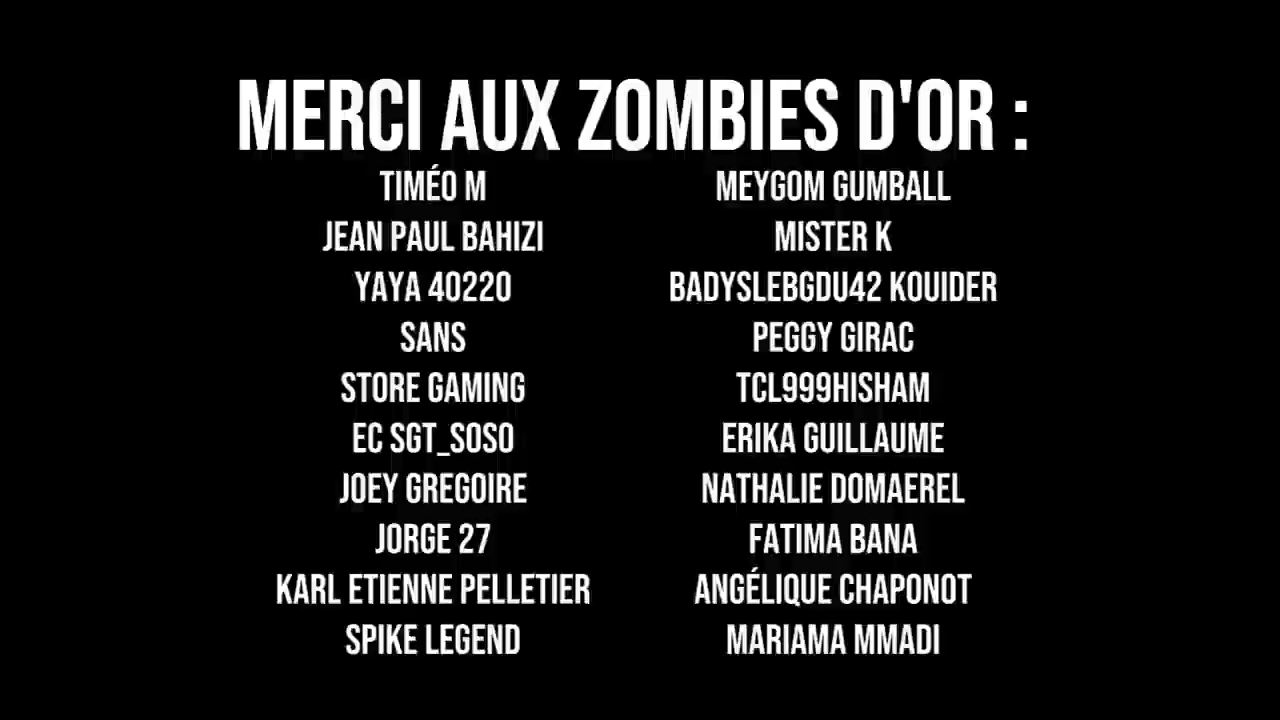 MERCI AUX ZOMBIES D'OR :
TIMÉO M
JEAN PAUL BAHIZI
YAYA 40220
SANS
STORE GAMING
EC SGT_SOSO
JOEY GREGOIRE
JORGE 27
KARL ETIENNE PELLETIER
SPIKE LEGEND
MEYGOM GUMBALL
MISTER K
BADYSLEBGDU42 KOUIDER
PEGGY GIRAC
TCL999HISHAM
ERIKA GUILLAUME
NATHALIE DOMAEREL
FATIMA BANA
ANGÉLIQUE CHAPONOT
MARIAMA MMADI